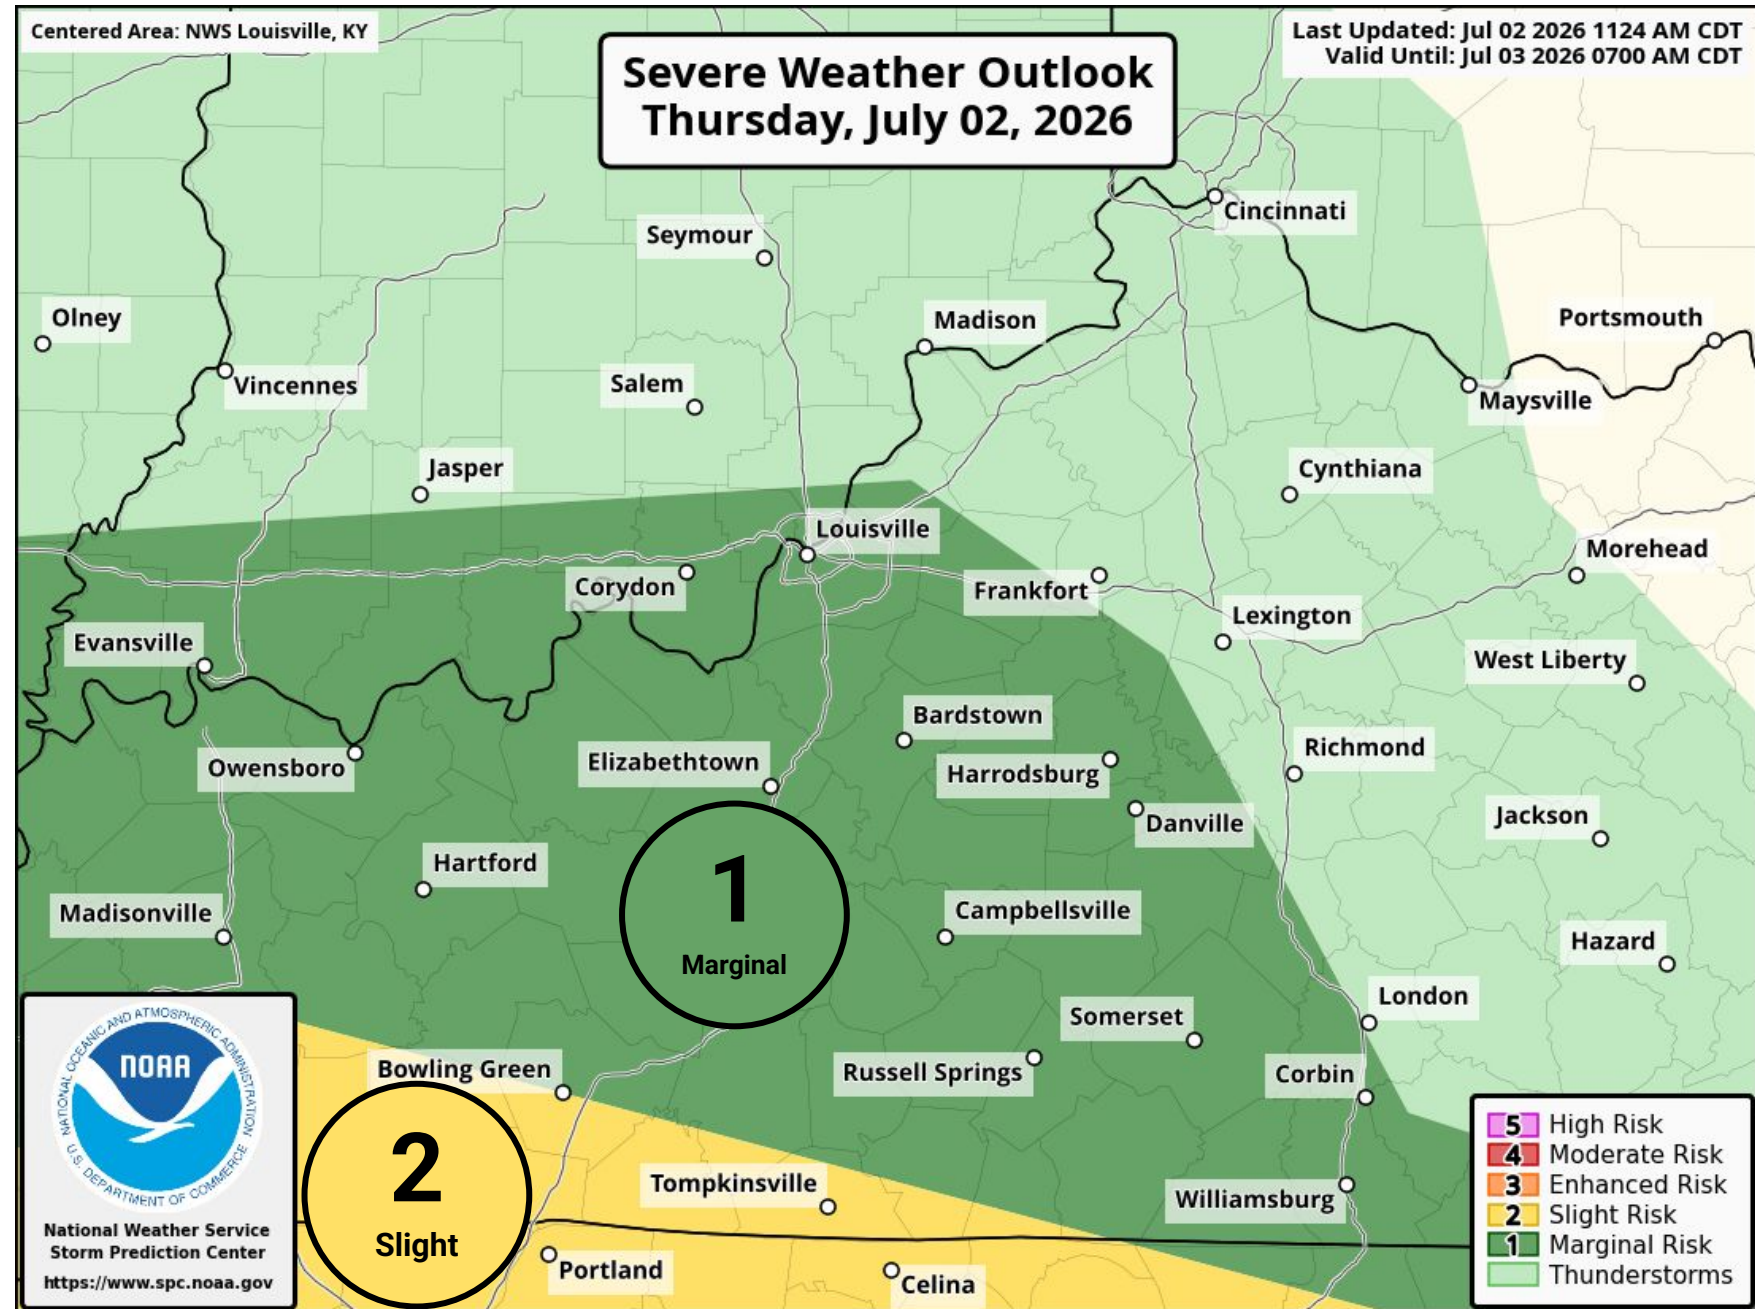 Centered Area: NWS Louisville, KY
Severe Weather Outlook
Thursday, July 02, 2026
Last Updated: Jul 02 2026 1124 AM CDT
Valid Until: Jul 03 2026 0700 AM CDT
Cincinnati
Seymour
Olney
Madison
Portsmouth
Vincennes
Salem
Maysville
Jasper
Cynthiana
Louisville
Morehead
Corydon
Frankfort
Lexington
Evansville
West Liberty
Bardstown
Richmond
Owensboro
Elizabethtown
Harrodsburg
Jackson
Danville
Hartford
1
Marginal
Madisonville
Campbellsville
Hazard
London
Somerset
Bowling Green
Russell Springs
Corbin
2
Slight
Tompkinsville
Williamsburg
Portland
Celina
NATIONAL OCEANIC AND ATMOSPHERIC ADMINISTRATION
NOAA
U.S. DEPARTMENT OF COMMERCE
National Weather Service
Storm Prediction Center
https://www.spc.noaa.gov
5 High Risk
4 Moderate Risk
3 Enhanced Risk
2 Slight Risk
1 Marginal Risk
Thunderstorms